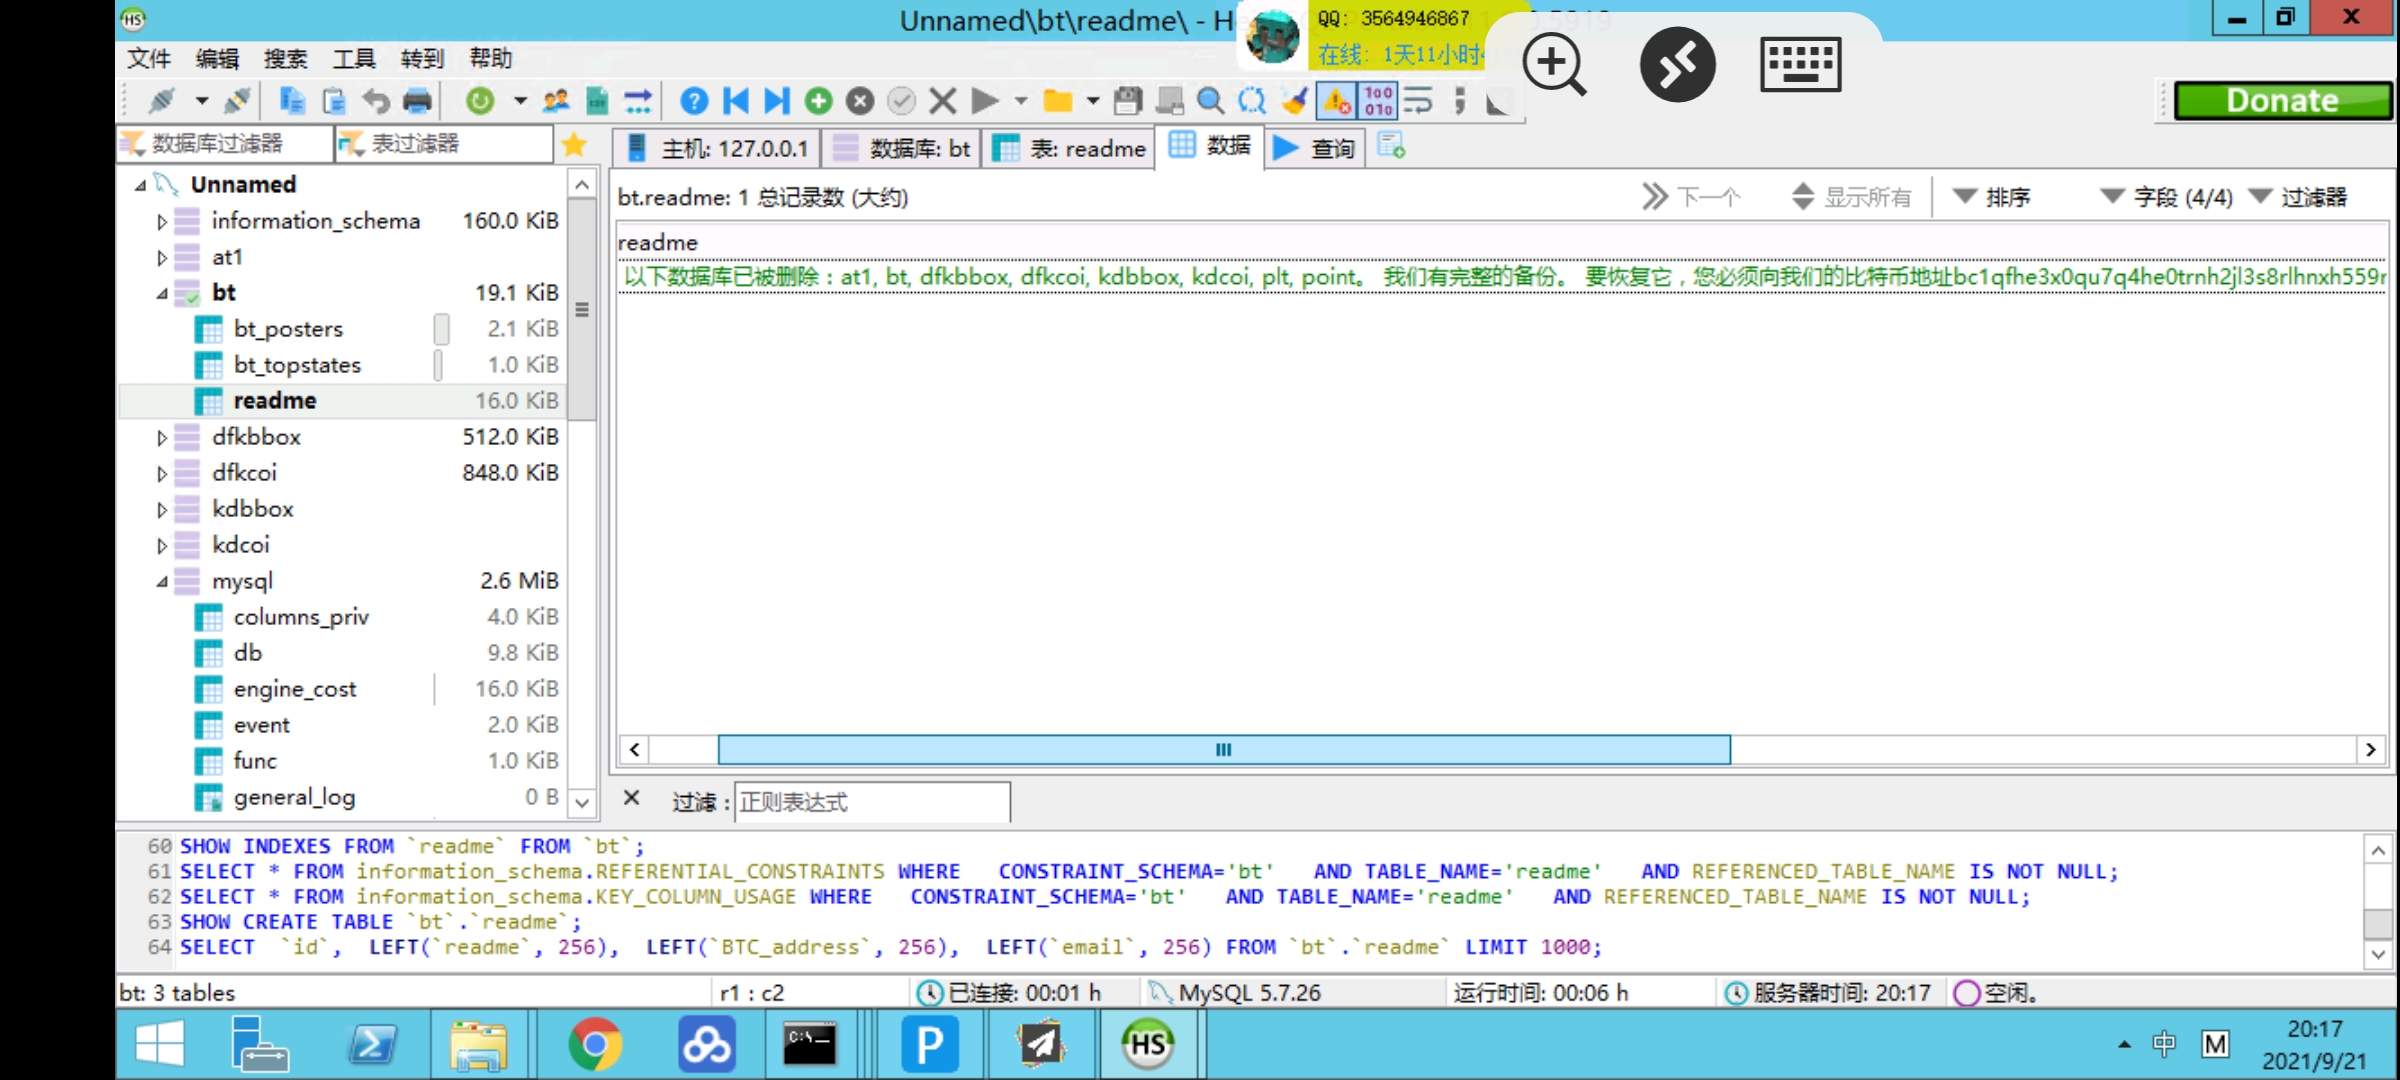 Unnamed\bt\readme\ - He
QQ: 3564946867
在线: 1天11小时
文件 编辑 搜索 工具 转到 帮助
Donate
数据库过滤器 表过滤器
主机: 127.0.0.1 数据库: bt 表: readme 数据 查询
Unnamed
information_schema 160.0 KiB
at1
bt 19.1 KiB
bt_posters 2.1 KiB
bt_topstates 1.0 KiB
readme 16.0 KiB
dfkbbox 512.0 KiB
dfkcoi 848.0 KiB
kdbbox
kdcoi
mysql 2.6 MiB
columns_priv 4.0 KiB
db 9.8 KiB
engine_cost 16.0 KiB
event 2.0 KiB
func 1.0 KiB
general_log 0 B
bt.readme: 1 总记录数 (大约) 下一个 显示所有 排序 字段 (4/4) 过滤器
readme
以下数据库已被删除：at1, bt, dfkbbox, dfkcoi, kdbbox, kdcoi, plt, point。 我们有完整的备份。 要恢复它，您必须向我们的比特币地址bc1qfhe3x0qu7q4he0trnh2jl3s8rlhnxh559r
过滤： 正则表达式
60 SHOW INDEXES FROM `readme` FROM `bt`;
61 SELECT * FROM information_schema.REFERENTIAL_CONSTRAINTS WHERE CONSTRAINT_SCHEMA='bt' AND TABLE_NAME='readme' AND REFERENCED_TABLE_NAME IS NOT NULL;
62 SELECT * FROM information_schema.KEY_COLUMN_USAGE WHERE CONSTRAINT_SCHEMA='bt' AND TABLE_NAME='readme' AND REFERENCED_TABLE_NAME IS NOT NULL;
63 SHOW CREATE TABLE `bt`.`readme`;
64 SELECT `id`, LEFT(`readme`, 256), LEFT(`BTC_address`, 256), LEFT(`email`, 256) FROM `bt`.`readme` LIMIT 1000;
bt: 3 tables r1 : c2 已连接: 00:01 h MySQL 5.7.26 运行时间: 00:06 h 服务器时间: 20:17 空闲。
中 M
20:17
2021/9/21